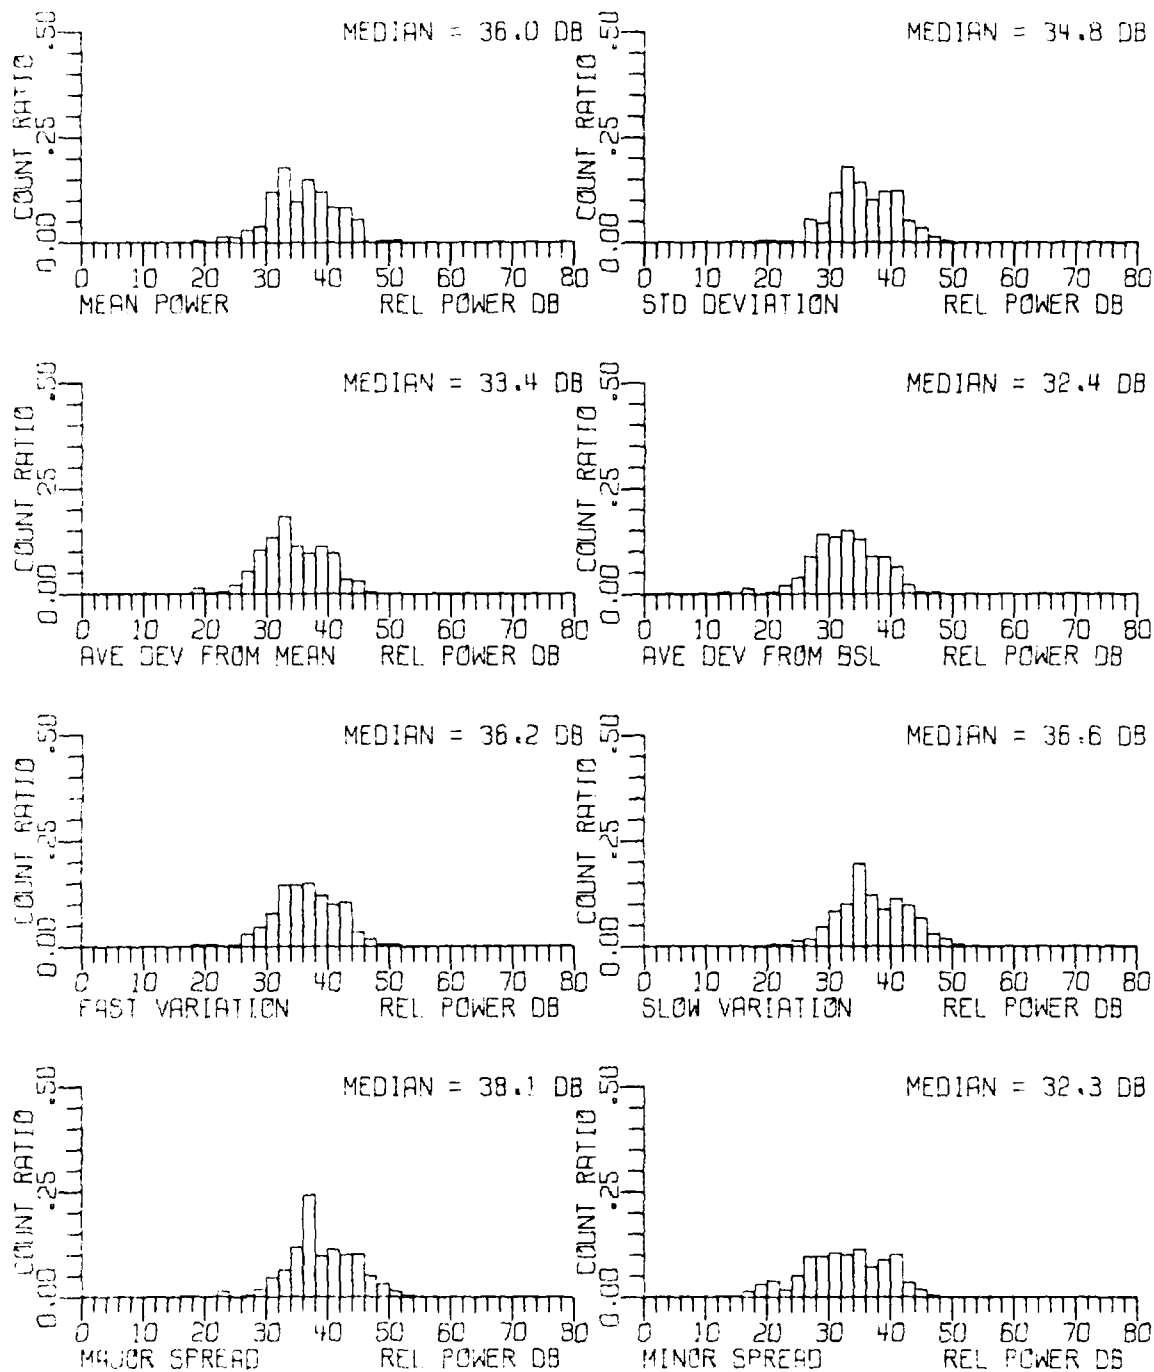 MEDIAN = 36.0 DB
COUNT RATIO
0.00 .25 .50
0 10 20 30 40 50 60 70 80
MEAN POWER REL POWER DB
MEDIAN = 34.8 DB
COUNT RATIO
0.00 .25 .50
0 10 20 30 40 50 60 70 80
STD DEVIATION REL POWER DB
MEDIAN = 33.4 DB
COUNT RATIO
0.00 .25 .50
0 10 20 30 40 50 60 70 80
AVE DEV FROM MEAN REL POWER DB
MEDIAN = 32.4 DB
COUNT RATIO
0.00 .25 .50
0 10 20 30 40 50 60 70 80
AVE DEV FROM BSL REL POWER DB
MEDIAN = 36.2 DB
COUNT RATIO
0.00 .25 .50
0 10 20 30 40 50 60 70 80
FAST VARIATION REL POWER DB
MEDIAN = 36.6 DB
COUNT RATIO
0.00 .25 .50
0 10 20 30 40 50 60 70 80
SLOW VARIATION REL POWER DB
MEDIAN = 38.1 DB
COUNT RATIO
0.00 .25 .50
0 10 20 30 40 50 60 70 80
MAJOR SPREAD REL POWER DB
MEDIAN = 32.3 DB
COUNT RATIO
0.00 .25 .50
0 10 20 30 40 50 60 70 80
MINOR SPREAD REL POWER DB